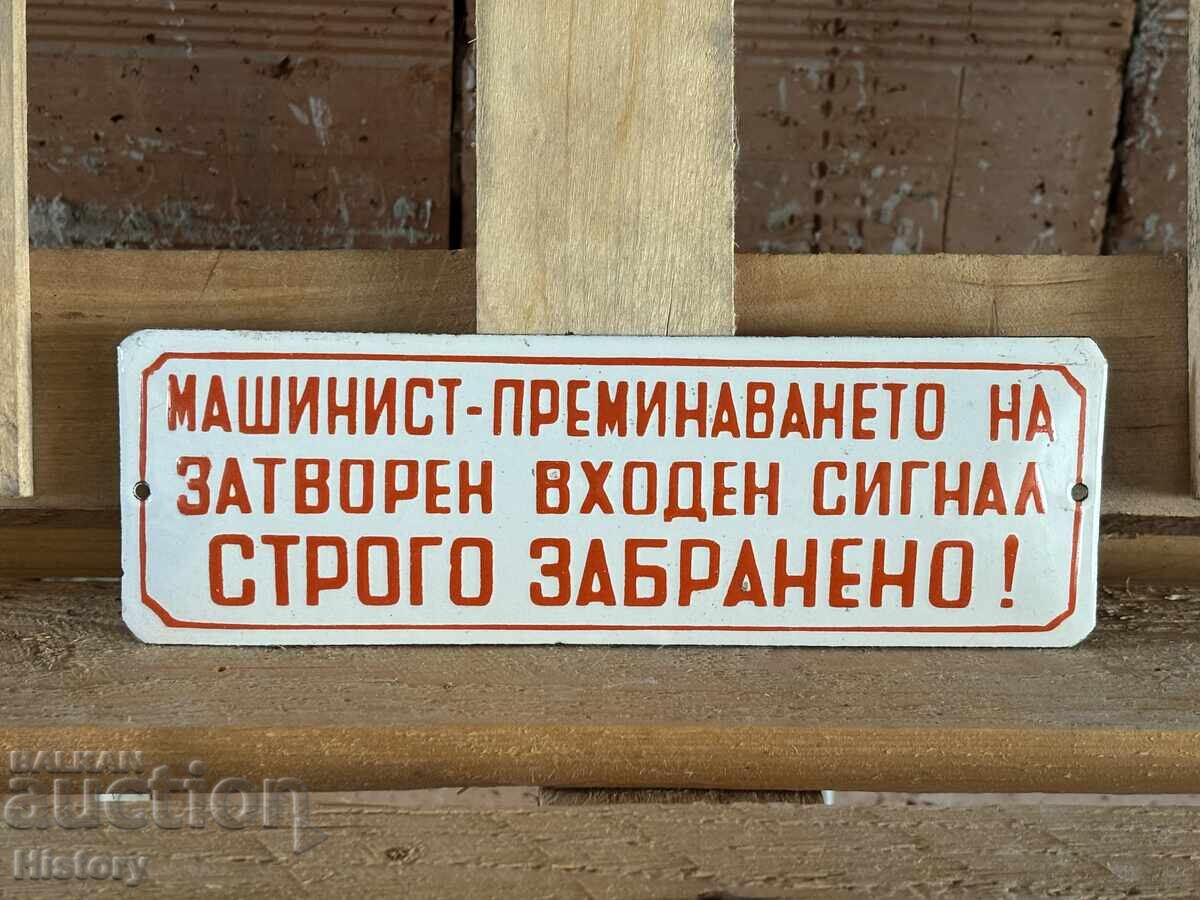 МАШИНИСТ-ПРЕМИНАВАНЕТО НА
ЗАТВОРЕН ВХОДЕН СИГНАЛ
СТРОГО ЗАБРАНЕНО!
BALKAN
auction
History